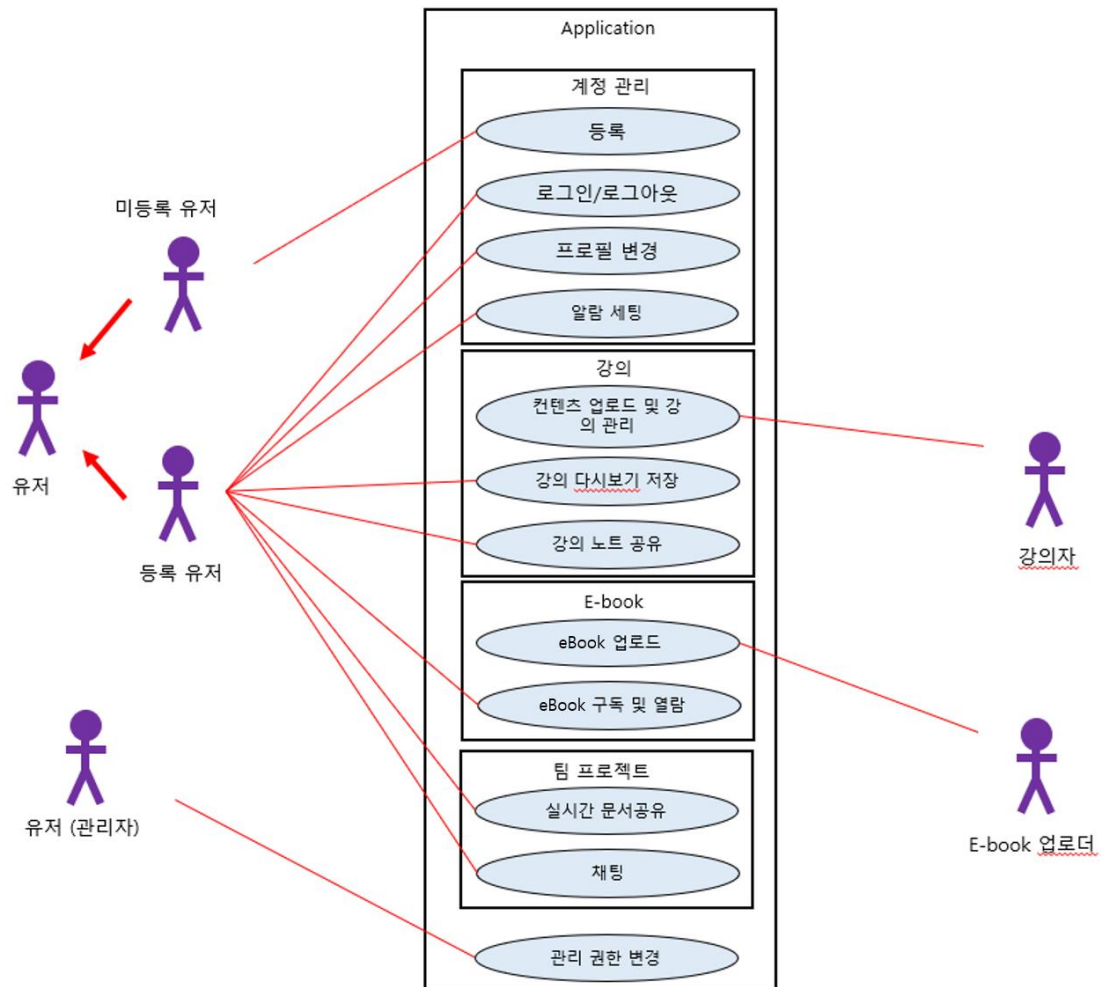 Application
계정 관리
등록
로그인/로그아웃
프로필 변경
알람 세팅
강의
컨텐츠 업로드 및 강
의 관리
강의 다시보기 저장
강의 노트 공유
E-book
eBook 업로드
eBook 구독 및 열람
팀 프로젝트
실시간 문서공유
채팅
관리 권한 변경
미등록 유저
유저
등록 유저
유저 (관리자)
강의자
E-book 업로더